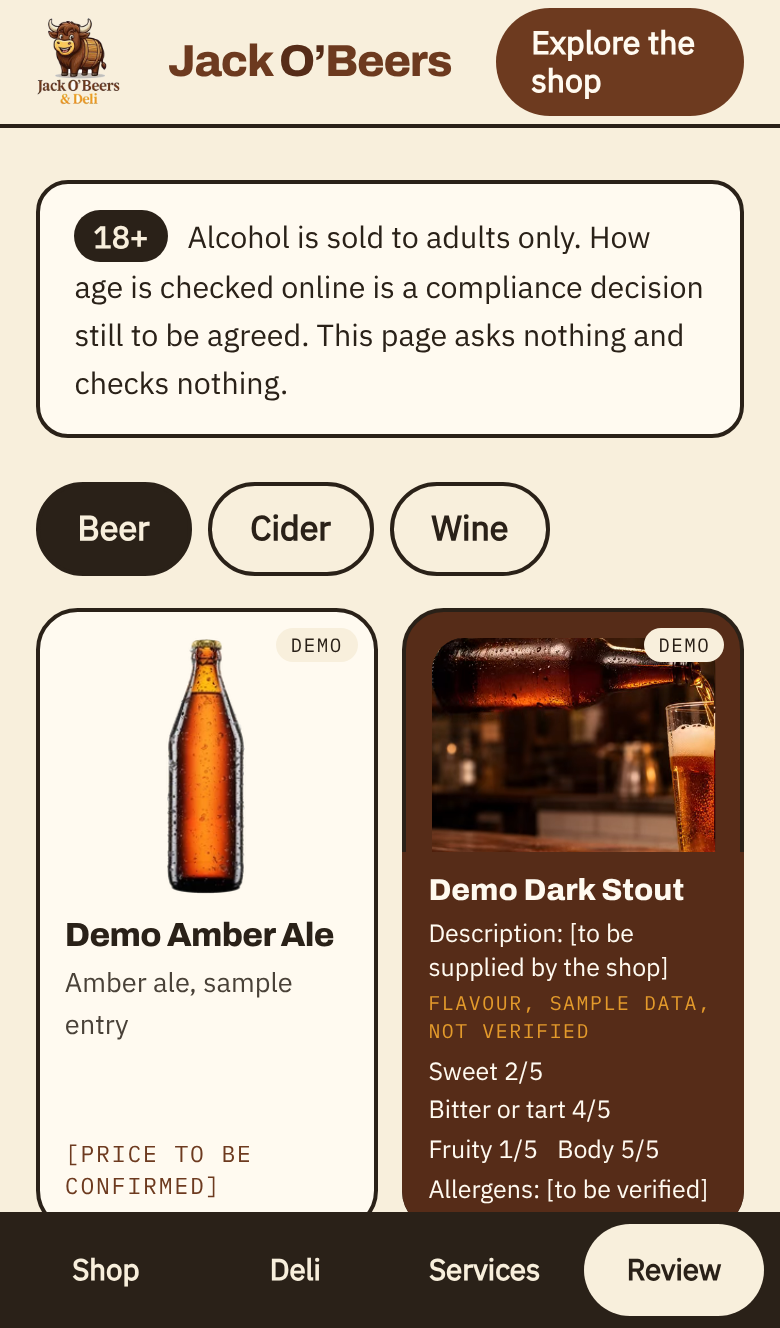 Jack O'Beers
& Deli
Jack O’Beers
Explore the
shop
18+ Alcohol is sold to adults only. How
age is checked online is a compliance decision
still to be agreed. This page asks nothing and
checks nothing.
Beer
Cider
Wine
DEMO
Demo Amber Ale
Amber ale, sample
entry
[PRICE TO BE
CONFIRMED]
DEMO
Demo Dark Stout
Description: [to be
supplied by the shop]
FLAVOUR, SAMPLE DATA,
NOT VERIFIED
Sweet 2/5
Bitter or tart 4/5
Fruity 1/5 Body 5/5
Allergens: [to be verified]
Shop
Deli
Services
Review